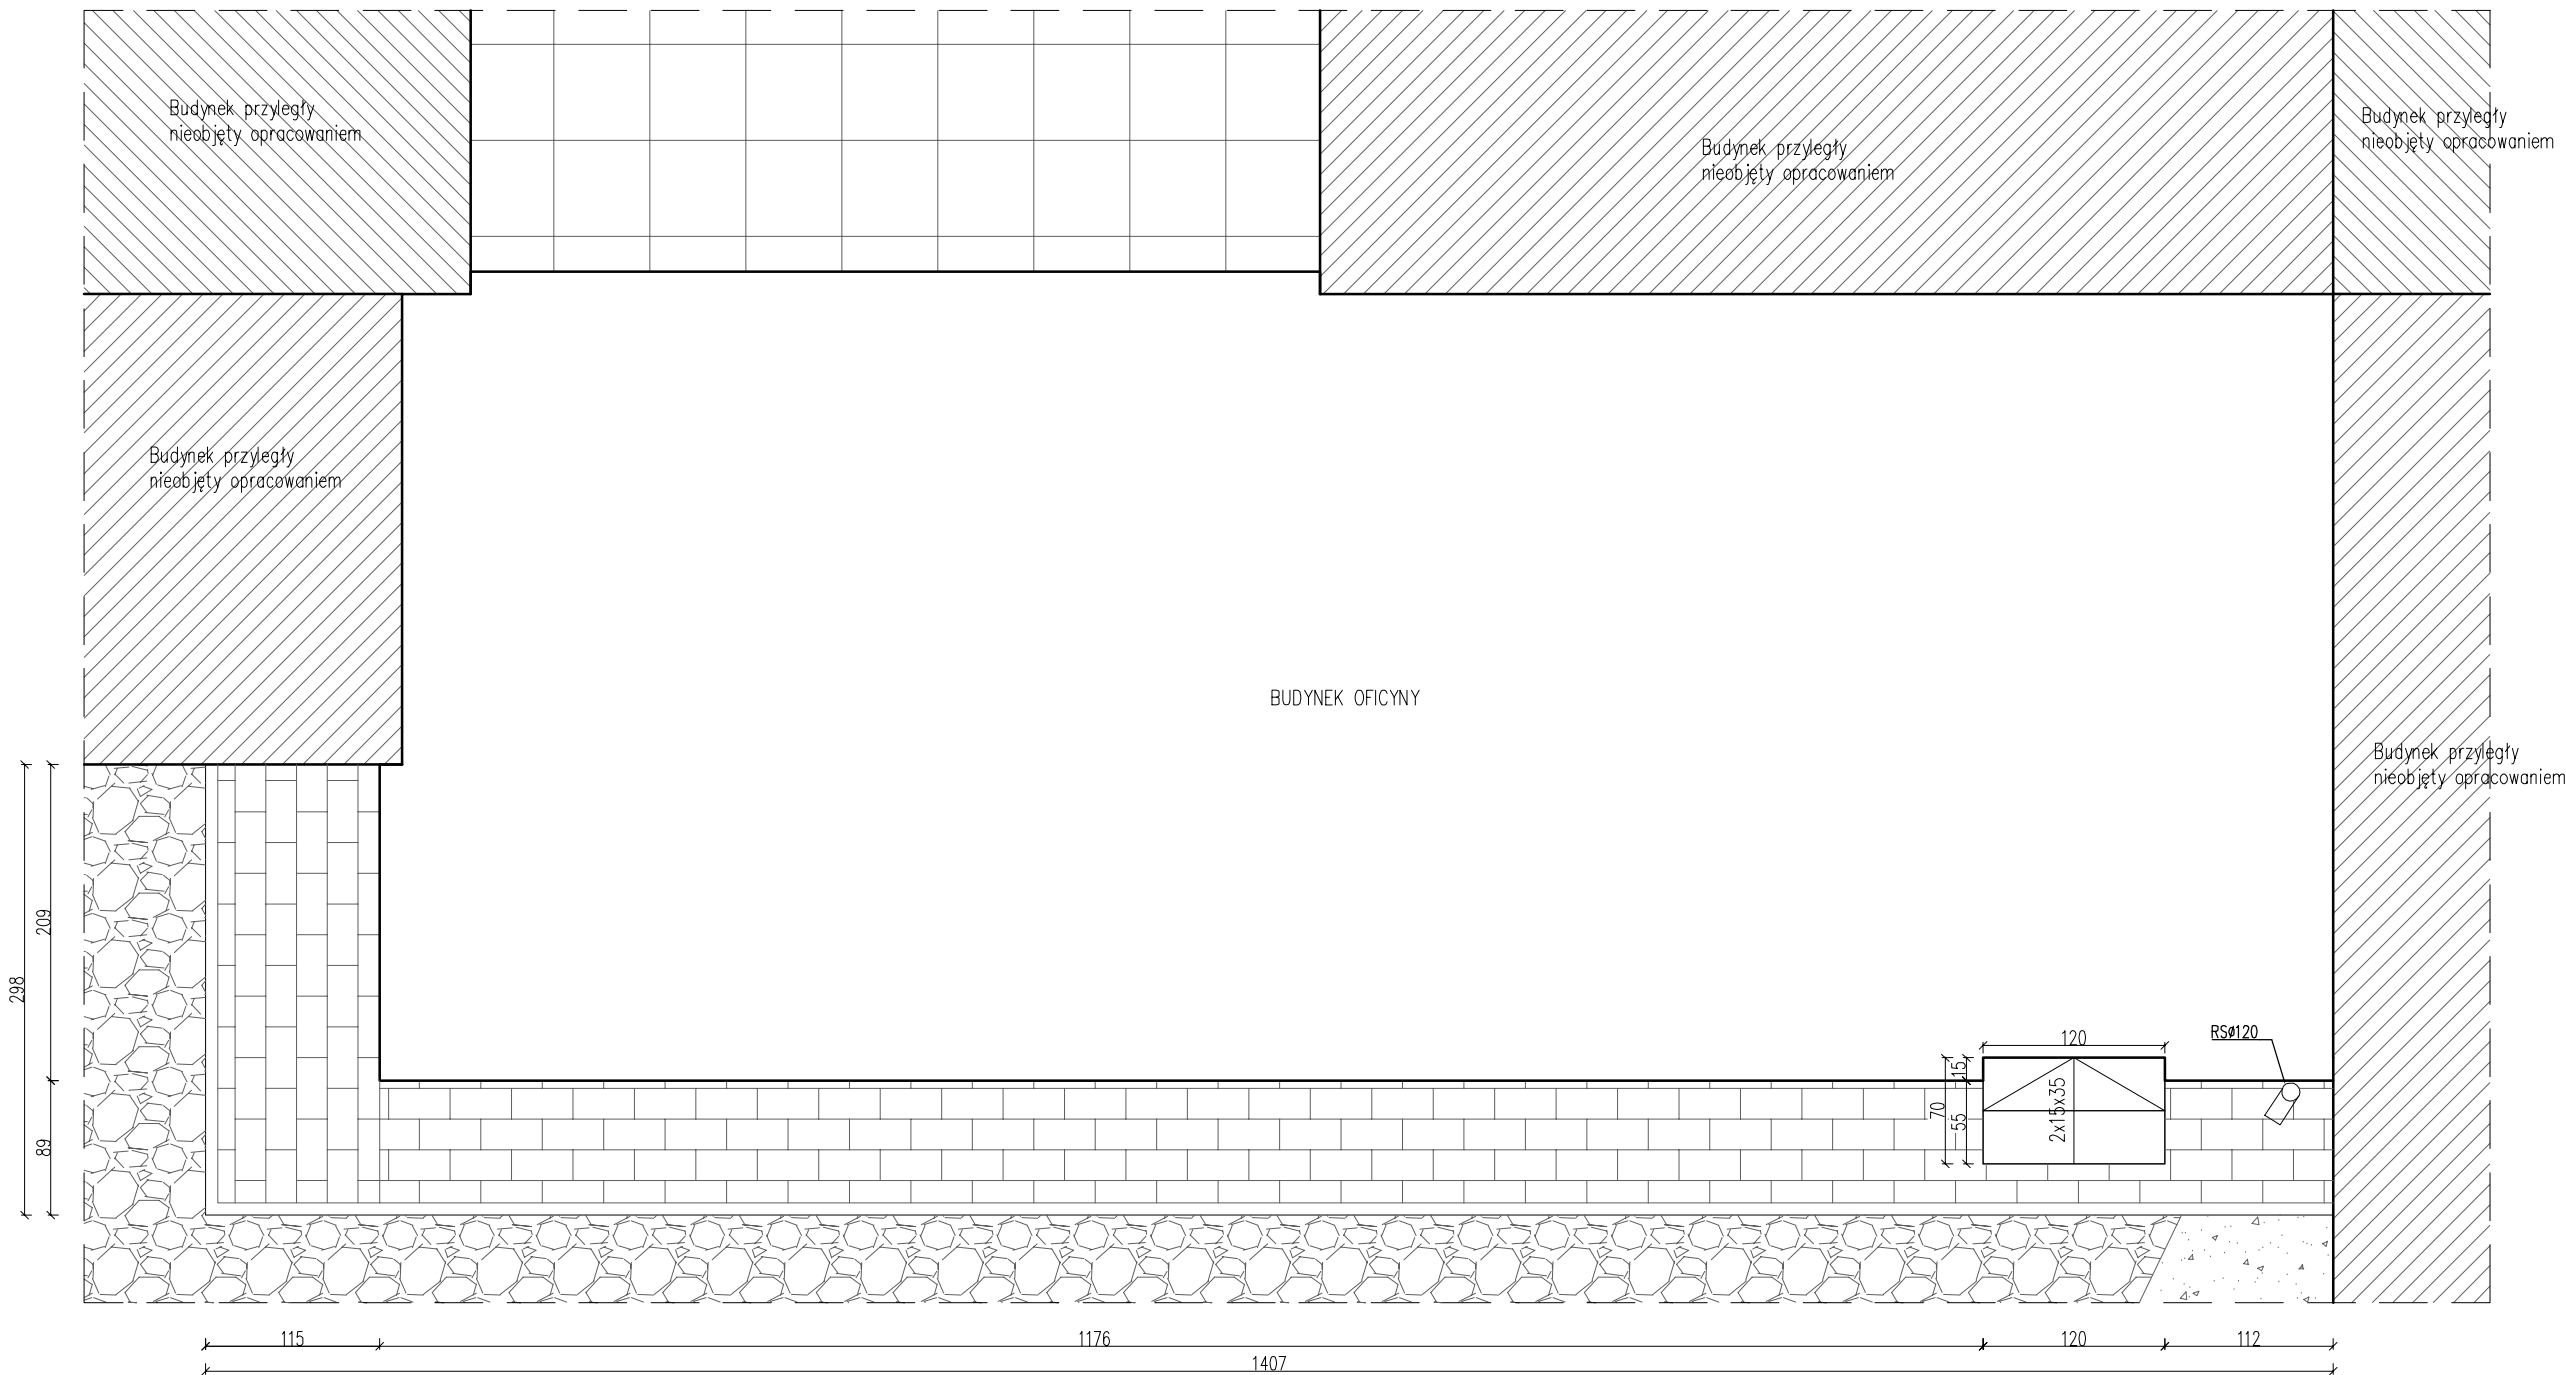 Budynek przyległy
nieobjęty opracowaniem
Budynek przyległy
nieobjęty opracowaniem
Budynek przyległy
nieobjęty opracowaniem
Budynek przyległy
nieobjęty opracowaniem
BUDYNEK OFICYNY
Budynek przyległy
nieobjęty opracowaniem
298
209
89
RSø120
120
15
70
55
2x15x35
115
1176
120
112
1407